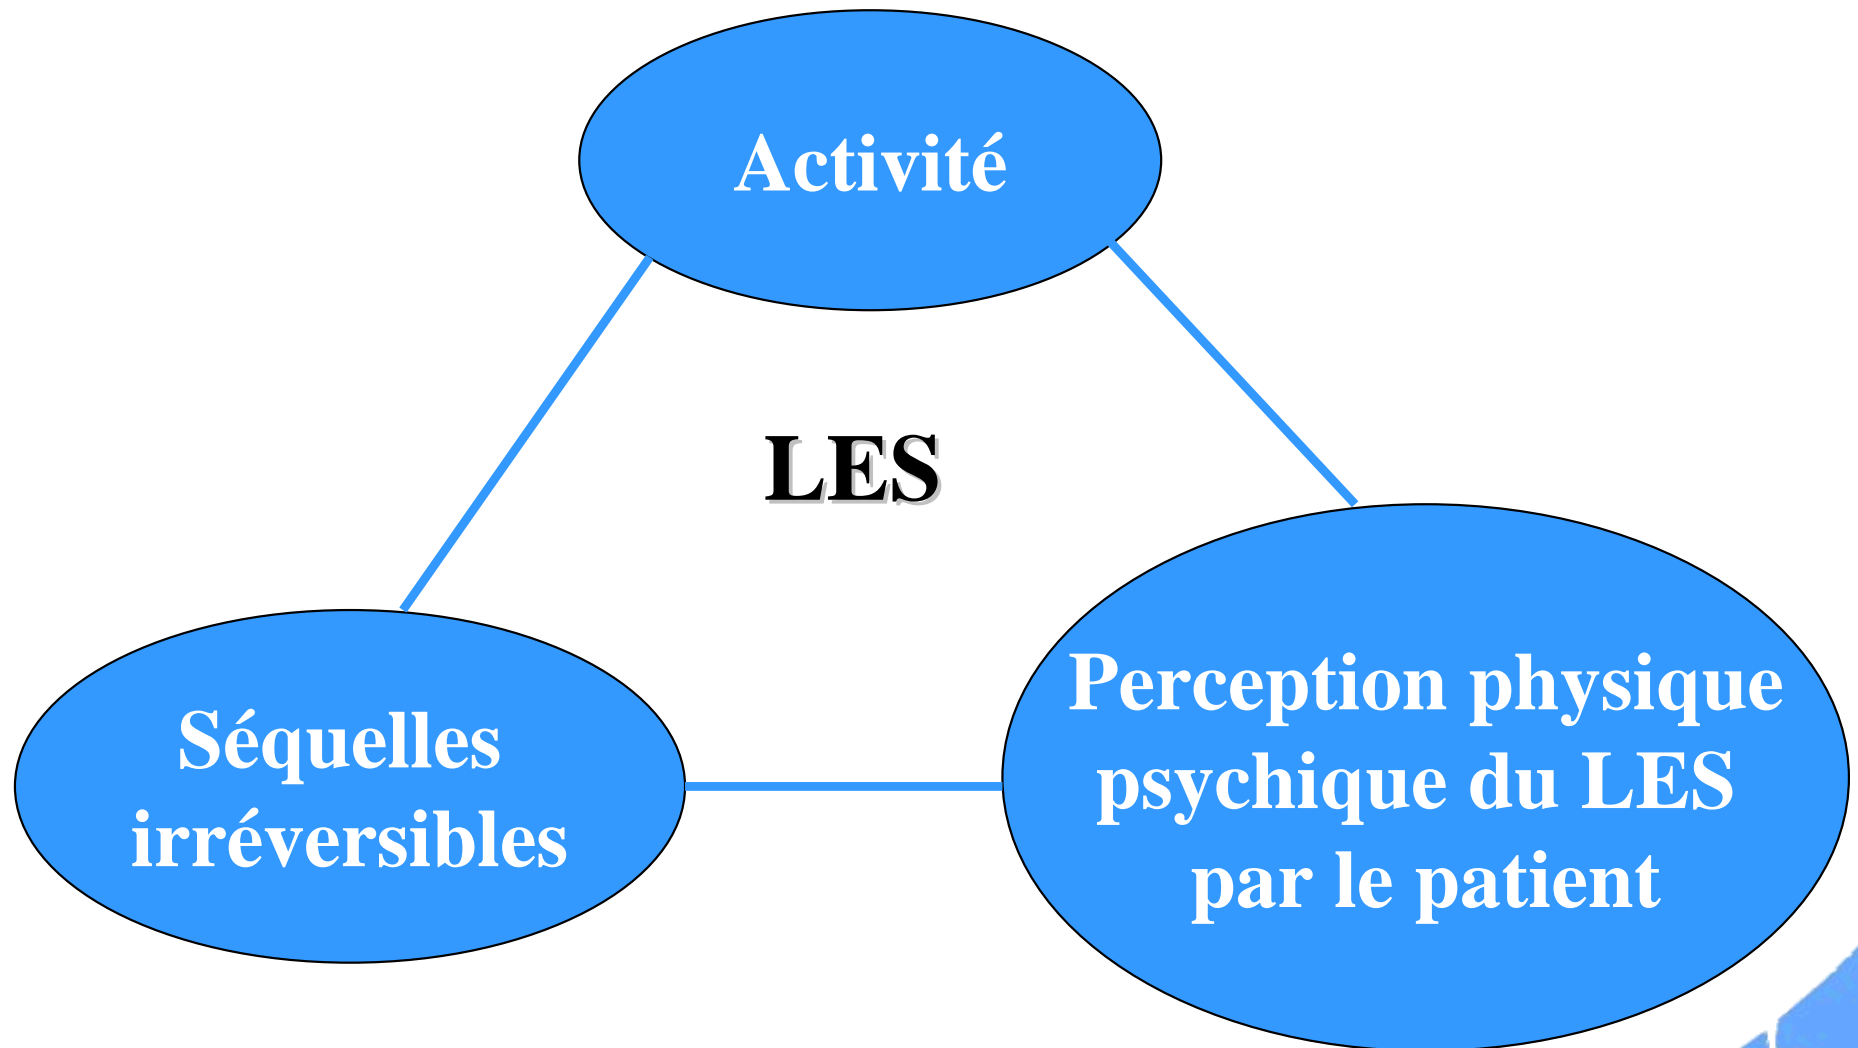 Activité
LES
Séquelles
irréversibles
Perception physique
psychique du LES
par le patient